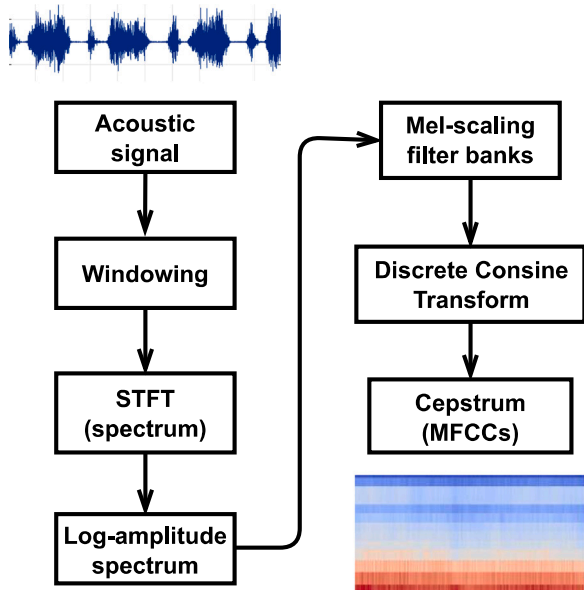 Acoustic
signal
Windowing
STFT
(spectrum)
Log-amplitude
spectrum
Mel-scaling
filter banks
Discrete Consine
Transform
Cepstrum
(MFCCs)